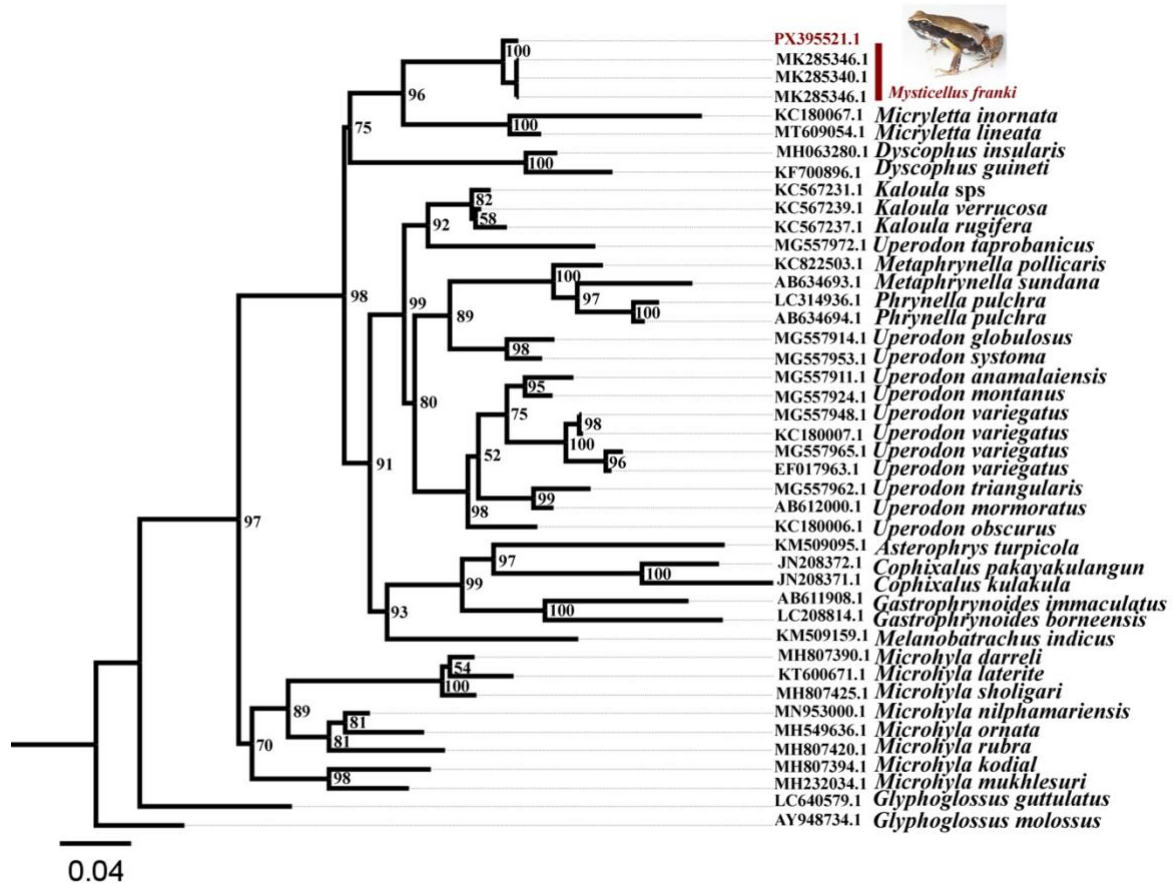 PX395521.1
100
MK285346.1
MK285340.1
MK285346.1
Mysticellus franki
96
KC180067.1 Micryletta inornata
100
MT609054.1 Micryletta lineata
75
MH063280.1 Dyscophus insularis
100
KF700896.1 Dyscophus guineti
KC567231.1 Kaloula sps
82
KC567239.1 Kaloula verrucosa
58
KC567237.1 Kaloula rugifera
92
MG557972.1 Uperodon taprobanicus
KC822503.1 Metaphrynella pollicaris
100
AB634693.1 Metaphrynella sundana
98
99
97
LC314936.1 Phrynella pulchra
100
AB634694.1 Phrynella pulchra
89
MG557914.1 Uperodon globulosus
98
MG557953.1 Uperodon systoma
MG557911.1 Uperodon anamalaiensis
95
MG557924.1 Uperodon montanus
80
75
MG557948.1 Uperodon variegatus
98
KC180007.1 Uperodon variegatus
100
MG557965.1 Uperodon variegatus
96
EF017963.1 Uperodon variegatus
91
52
MG557962.1 Uperodon triangularis
99
AB612000.1 Uperodon mormoratus
98
KC180006.1 Uperodon obscurus
97
KM509095.1 Asterophrys turpicola
97
JN208372.1 Cophixalus pakayakulangun
100
JN208371.1 Cophixalus kulakula
99
AB611908.1 Gastrophrynoides immaculatus
100
LC208814.1 Gastrophrynoides borneensis
93
KM509159.1 Melanobatrachus indicus
MH807390.1 Microhyla darreli
54
KT600671.1 Microhyla laterite
100
MH807425.1 Microhyla sholigari
89
MN953000.1 Microhyla nilphamariensis
81
MH549636.1 Microhyla ornata
81
MH807420.1 Microhyla rubra
70
MH807394.1 Microhyla kodial
98
MH232034.1 Microhyla mukhlesuri
LC640579.1 Glyphoglossus guttulatus
AY948734.1 Glyphoglossus molossus
0.04